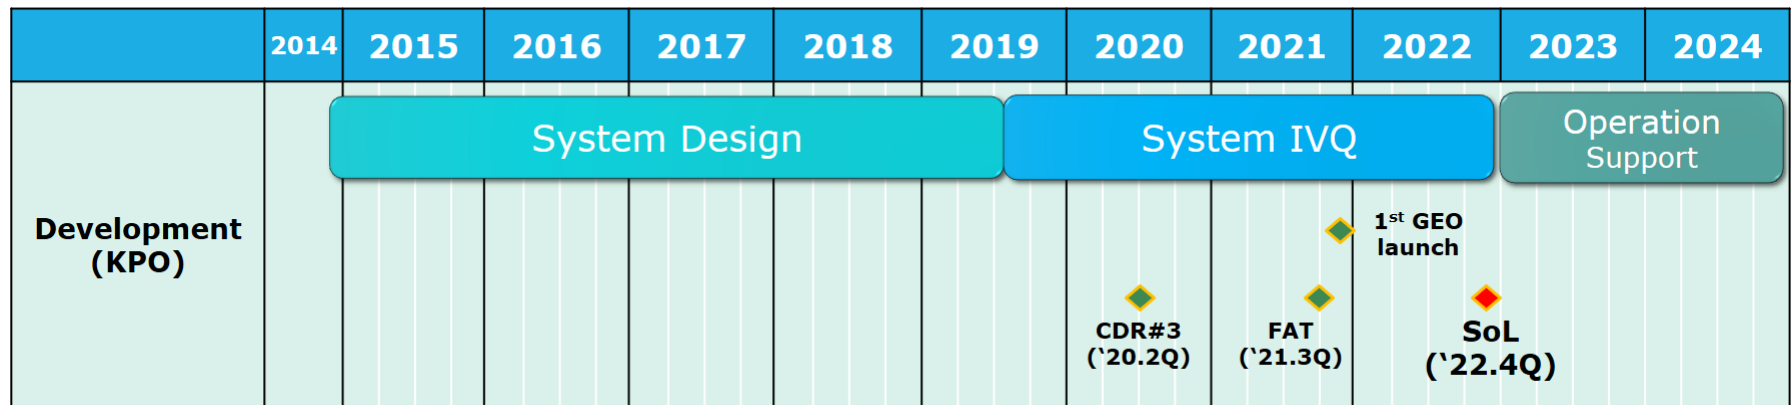 2014 2015 2016 2017 2018 2019 2020 2021 2022 2023 2024
System Design
System IVQ
Operation
Support
Development
(KPO)
1st GEO
launch
CDR#3
(‘20.2Q)
FAT
(‘21.3Q)
SoL
(‘22.4Q)